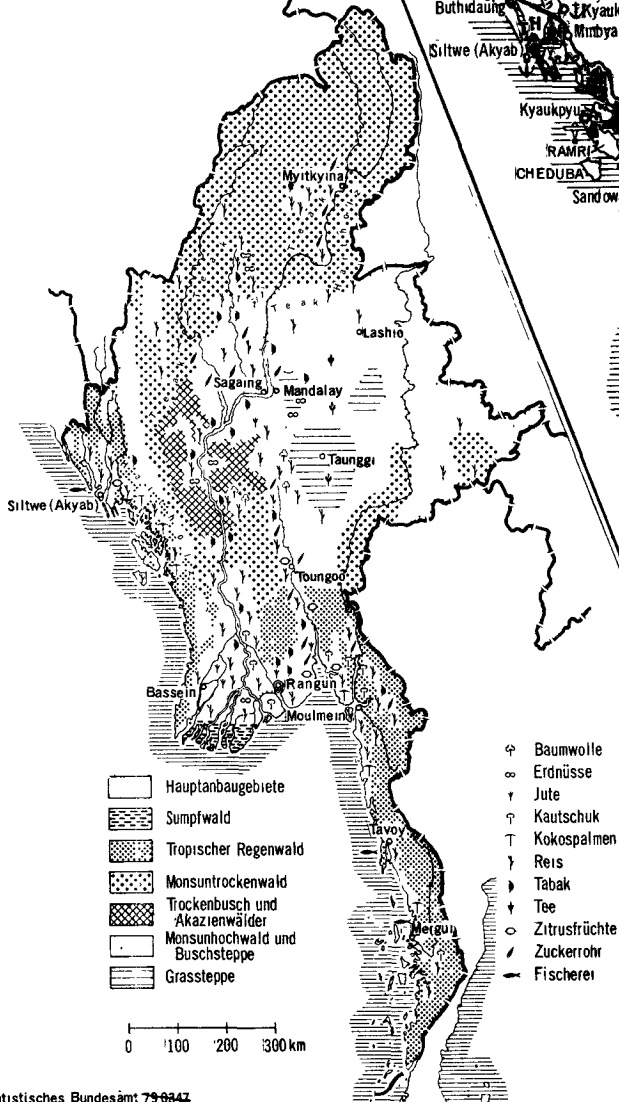 Buthidaung
Kyauk
H
Minbya
Siltwe (Akyab)
Kyaukpyu
RAMRI
CHEDUBA
Sandow
Myitkyina
Teak
Lashio
Sagaing
Mandalay
Taunggi
Siltwe (Akyab)
Toungoo
Bassein
Rangun
Moulmein
Tavoy
Mergui
Hauptanbaugebiete
Sumpfwald
Tropischer Regenwald
Monsuntrockenwald
Trockenbusch und
Akazienwälder
Monsunhochwald und
Buschsteppe
Grassteppe
Baumwolle
Erdnüsse
Jute
Kautschuk
Kokospalmen
Reis
Tabak
Tee
Zitrusfrüchte
Zuckerrohr
Fischerei
0 100 200 300 km
atistisches Bundesamt 79 0347